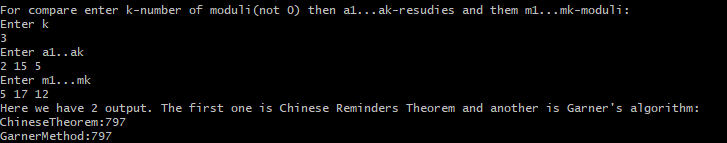 For compare enter k-number of moduli(not 0) then a1...ak-resudies and them m1...mk-moduli:
Enter k
3
Enter a1..ak
2 15 5
Enter m1...mk
5 17 12
Here we have 2 output. The first one is Chinese Reminders Theorem and another is Garner's algorithm:
ChineseTheorem:797
GarnerMethod:797